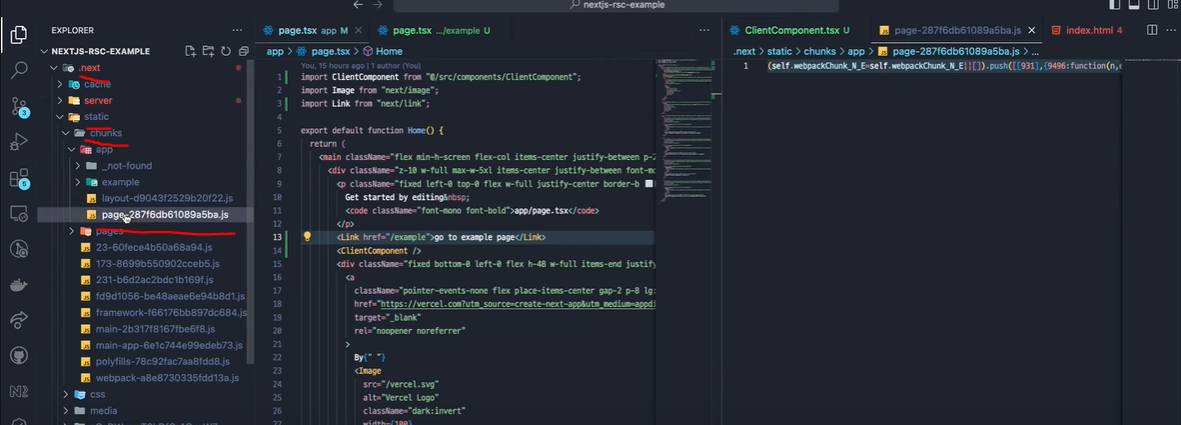 nextjs-rsc-example
EXPLORER
NEXTJS-RSC-EXAMPLE
.next
cache
server
static
chunks
app
_not-found
example
layout-d9043f2529b20f22.js
page-287f6db61089a5ba.js
pages
23-60fece4b50a68a94.js
173-8699b550902cceb5.js
231-b6d2ac2bdc1b169f.js
fd9d1056-be48aeae6e94b8d1.js
framework-f66176bb897dc684.js
main-2b317f8167fbe6f8.js
main-app-6e1c744e99edeb73.js
polyfills-78c92fac7aa8fdd8.js
webpack-a8e8730335fdd13a.js
css
media
3
5
page.tsx app M
page.tsx .../example U
app > page.tsx > Home
You, 15 hours ago | 1 author (You)
1 import ClientComponent from "@/src/components/ClientComponent";
2 import Image from "next/image";
3 import Link from "next/link";
4
5 export default function Home() {
6 return (
7 <main className="flex min-h-screen flex-col items-center justify-between p-2
8 <div className="z-10 w-full max-w-5xl items-center justify-between font-mo
9 <p className="fixed left-0 top-0 flex w-full justify-center border-b
10 Get started by editing&nbsp;
11 <code className="font-mono font-bold">app/page.tsx</code>
12 </p>
13 <Link href="/example">go to example page</Link>
14 <ClientComponent />
15 <div className="fixed bottom-0 left-0 flex h-48 w-full items-end justify
16 <a
17 className="pointer-events-none flex place-items-center gap-2 p-8 lg:
18 href="https://vercel.com?utm_source=create-next-app&utm_medium=appdi
19 target="_blank"
20 rel="noopener noreferrer"
21 >
22 By{" "}
23 <Image
24 src="/vercel.svg"
25 alt="Vercel Logo"
26 className="dark:invert"
27 width={100}
ClientComponent.tsx U
page-287f6db61089a5ba.js
index.html 4
.next > static > chunks > app > page-287f6db61089a5ba.js > ...
1 (self.webpackChunk_N_E=self.webpackChunk_N_E||[]).push([[931],{9496:function(n,e